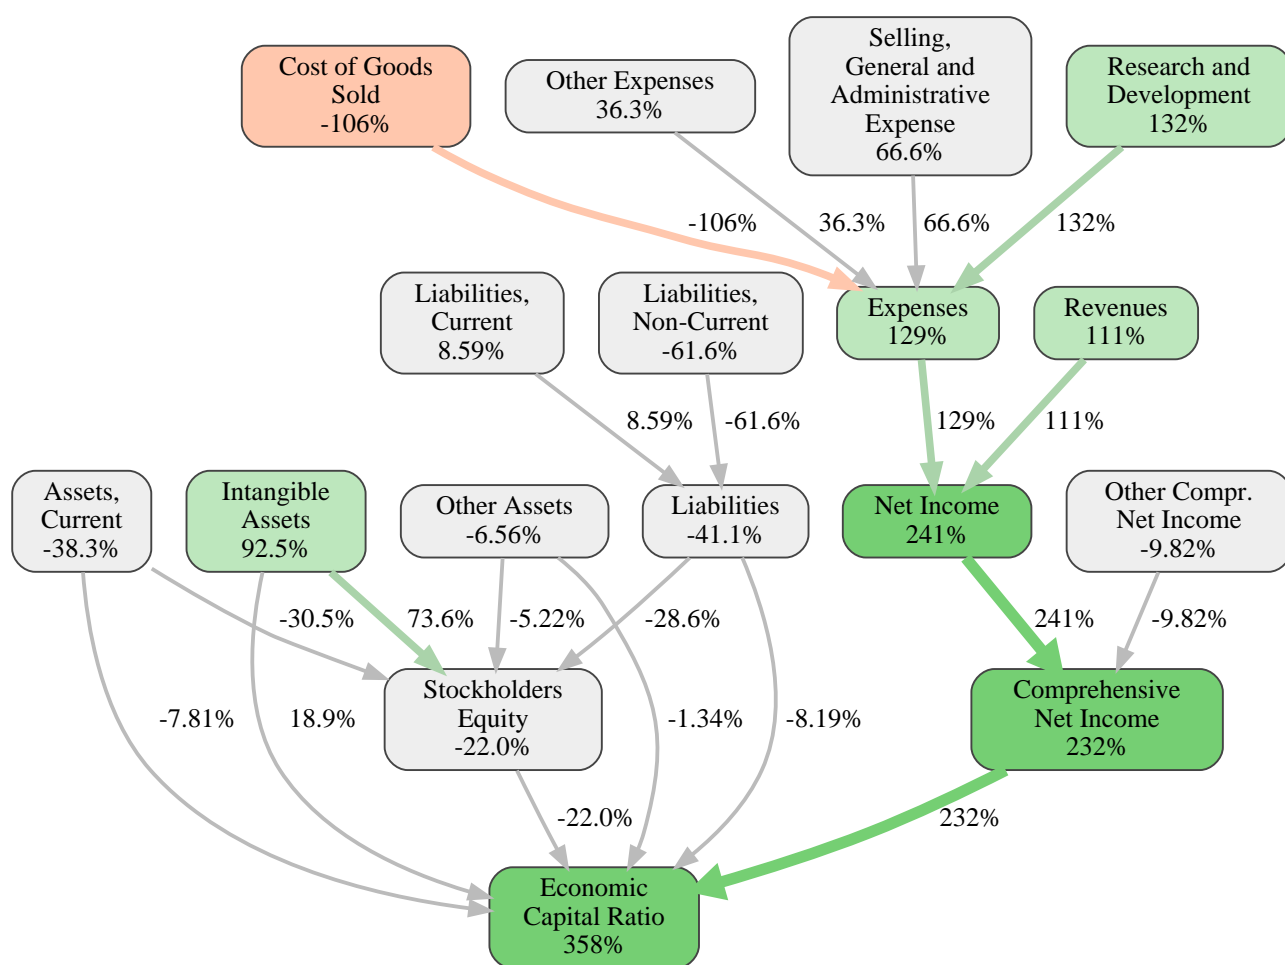 Cost of Goods
Sold
-106%
Other Expenses
36.3%
Selling,
General and
Administrative
Expense
66.6%
Research and
Development
132%
-106%
36.3%
66.6%
132%
Liabilities,
Current
8.59%
Liabilities,
Non-Current
-61.6%
Expenses
129%
Revenues
111%
8.59%
-61.6%
129%
111%
Assets,
Current
-38.3%
Intangible
Assets
92.5%
Other Assets
-6.56%
Liabilities
-41.1%
Net Income
241%
Other Compr.
Net Income
-9.82%
-30.5%
73.6%
-5.22%
-28.6%
241%
-9.82%
Stockholders
Equity
-22.0%
Comprehensive
Net Income
232%
-7.81%
18.9%
-1.34%
-8.19%
-22.0%
232%
Economic
Capital Ratio
358%